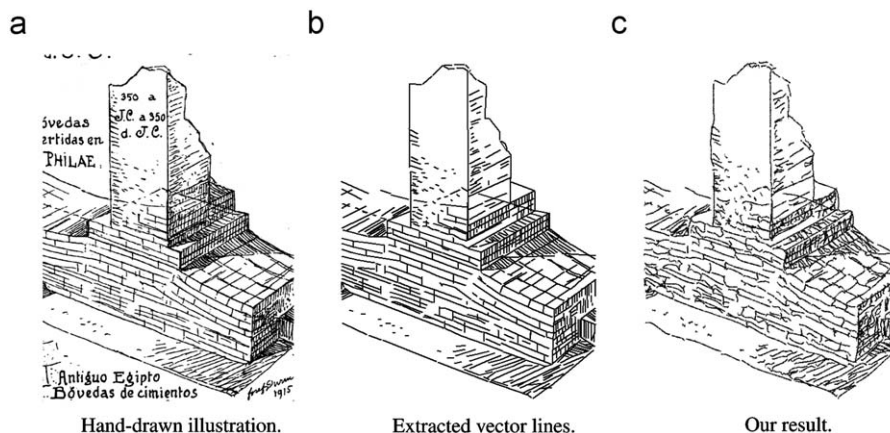 a
b
c
d. J. C.
350 a
J.C. a 350
d. J.C.
óvedas
ertidas en
PHILAE.
Antiguo Egipto
Bóvedas de cimientos
1915
Hand-drawn illustration.
Extracted vector lines.
Our result.